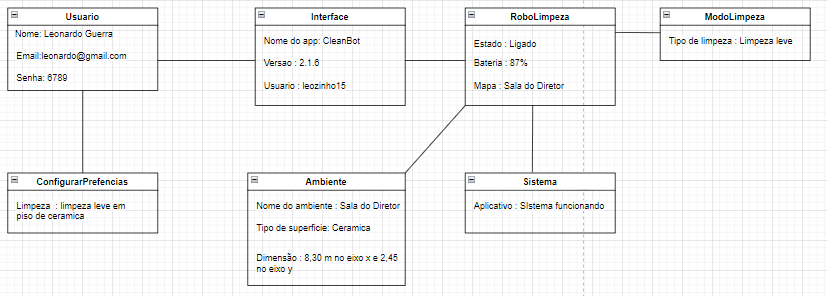 Usuario
Nome: Leonardo Guerra
Email:leonardo@gmail.com
Senha: 6789
Interface
Nome do app: CleanBot
Versao : 2.1.6
Usuario : leozinho15
RoboLimpeza
Estado : Ligado
Bateria : 87%
Mapa : Sala do Diretor
ModoLimpeza
Tipo de limpeza : Limpeza leve
ConfigurarPrefencias
Limpeza : limpeza leve em
piso de ceramica
Ambiente
Nome do ambiente : Sala do Diretor
Tipo de superficie: Ceramica
Dimensão : 8,30 m no eixo x e 2,45
no eixo y
Sistema
Aplicativo : SIstema funcionando